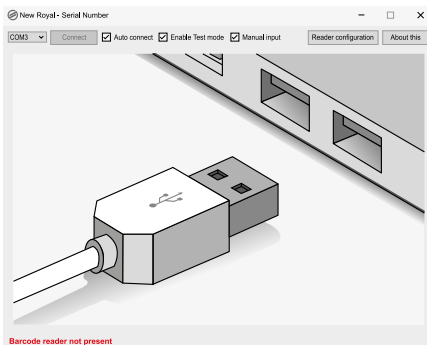 New Royal - Serial Number
COM3 Connect Auto connect Enable Test mode Manual input Reader configuration About this
Barcode reader not present